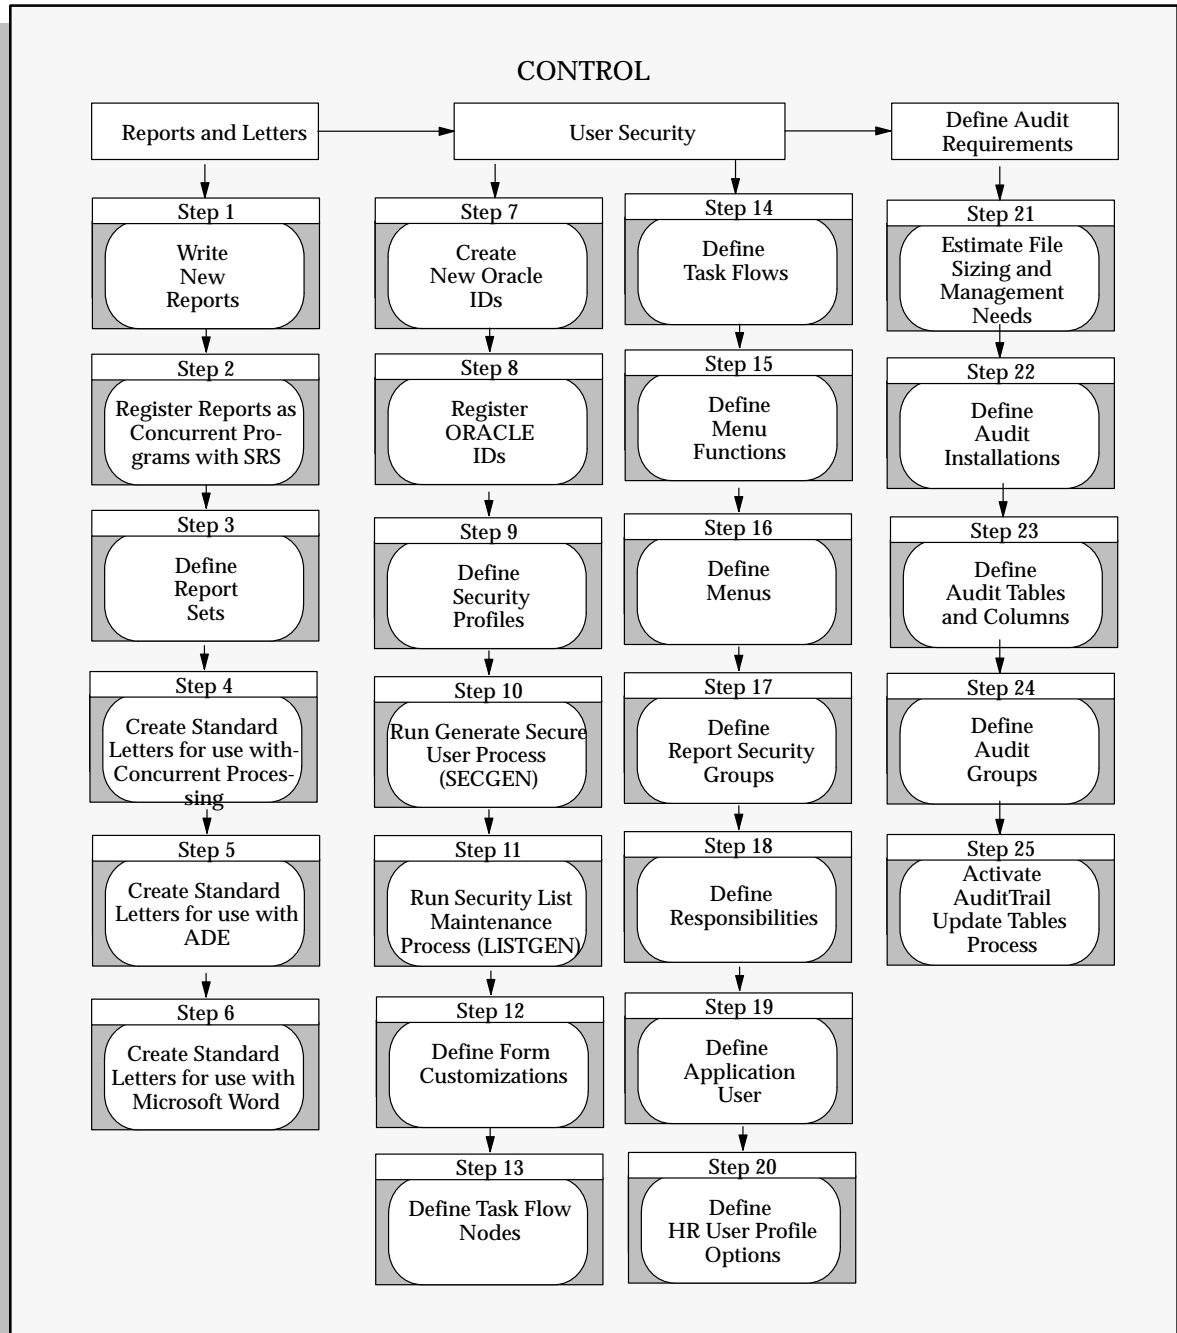 CONTROL
Reports and Letters
User Security
Define Audit
Requirements
Step 1
Write
New
Reports
Step 2
Register Reports as
Concurrent Pro-
grams with SRS
Step 3
Define
Report
Sets
Step 4
Create Standard
Letters for use with-
Concurrent Proces-
sing
Step 5
Create Standard
Letters for use with
ADE
Step 6
Create Standard
Letters for use with
Microsoft Word
Step 7
Create
New Oracle
IDs
Step 8
Register
ORACLE
IDs
Step 9
Define
Security
Profiles
Step 10
Run Generate Secure
User Process
(SECGEN)
Step 11
Run Security List
Maintenance
Process (LISTGEN)
Step 12
Define Form
Customizations
Step 13
Define Task Flow
Nodes
Step 14
Define
Task Flows
Step 15
Define
Menu
Functions
Step 16
Define
Menus
Step 17
Define
Report Security
Groups
Step 18
Define
Responsibilities
Step 19
Define
Application
User
Step 20
Define
HR User Profile
Options
Step 21
Estimate File
Sizing and
Management
Needs
Step 22
Define
Audit
Installations
Step 23
Define
Audit Tables
and Columns
Step 24
Define
Audit
Groups
Step 25
Activate
AuditTrail
Update Tables
Process